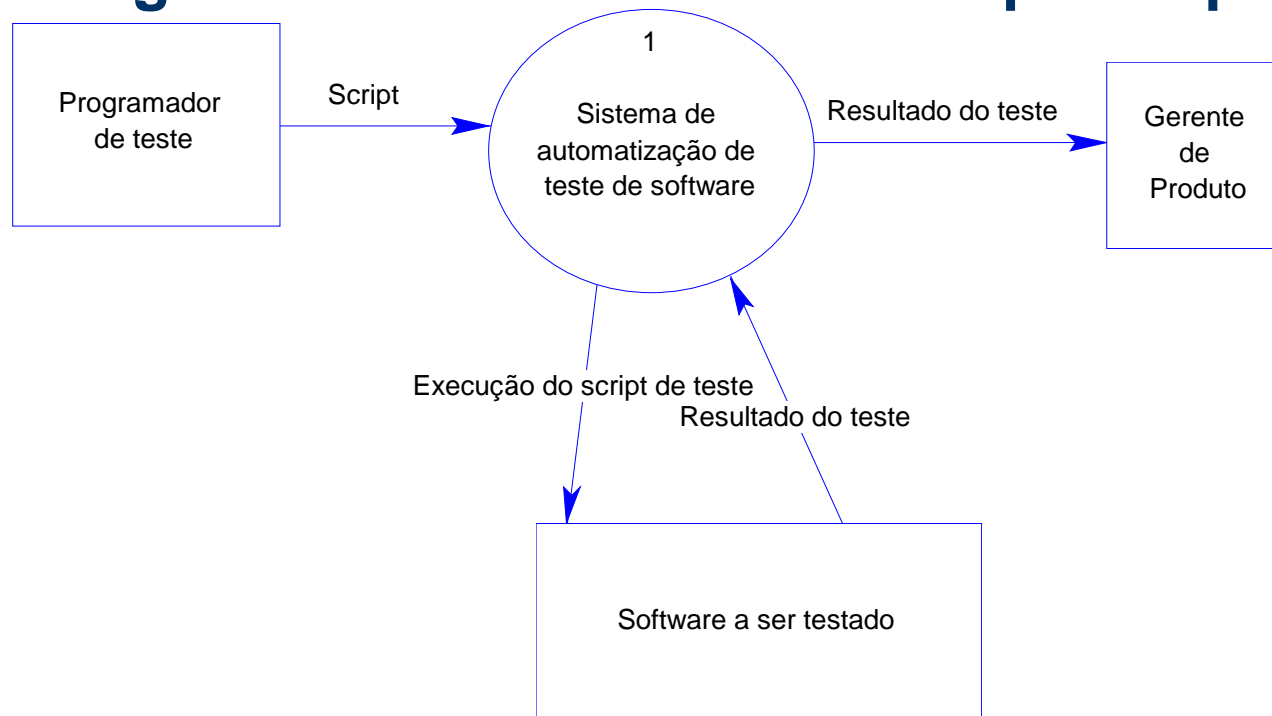 Programador
de teste
Script
1
Sistema de
automatização de
teste de software
Resultado do teste
Gerente
de
Produto
Execução do script de teste
Resultado do teste
Software a ser testado